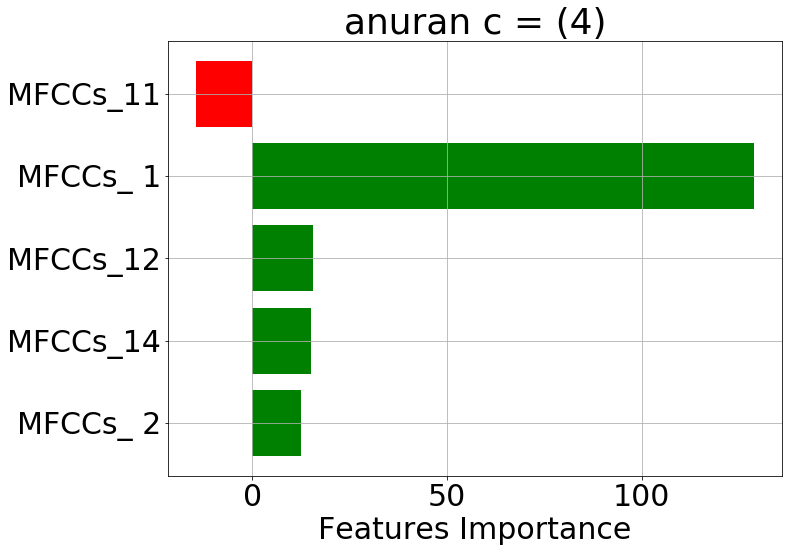 anuran c = (4)
MFCCs_11
MFCCs_ 1
MFCCs_12
MFCCs_14
MFCCs_ 2
0 50 100
Features Importance